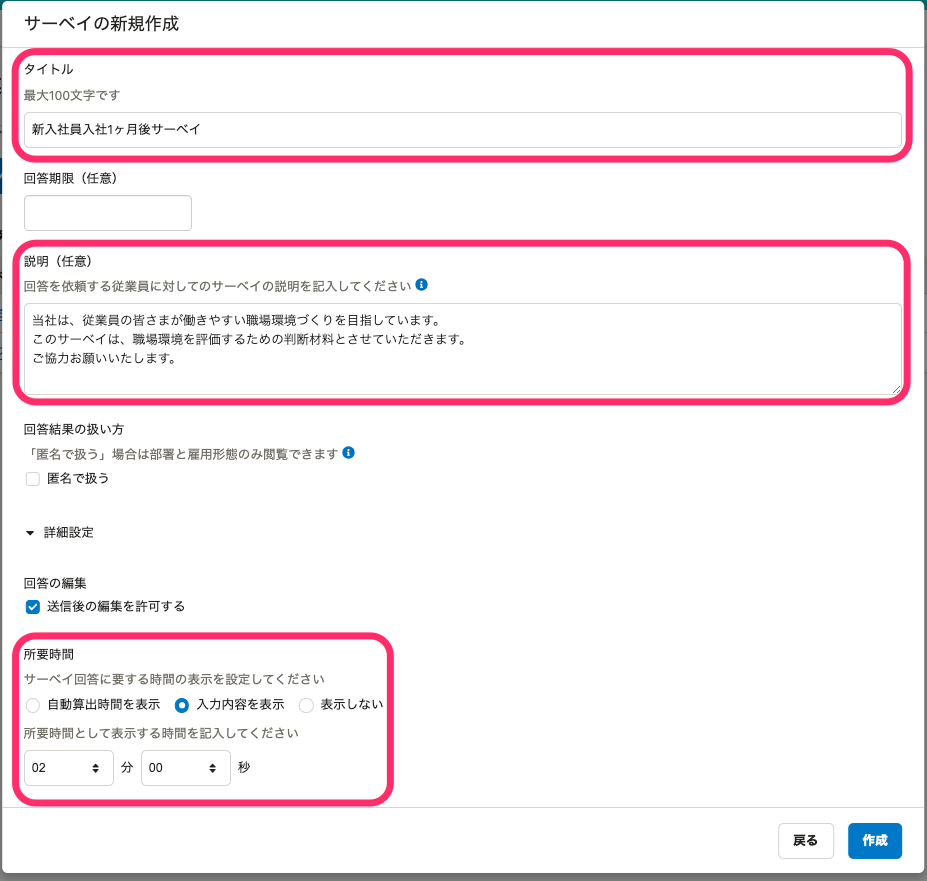 サーベイの新規作成
タイトル
最大100文字です
新入社員入社1ヶ月後サーベイ
回答期限（任意）
説明（任意）
回答を依頼する従業員に対してのサーベイの説明を記入してください
当社は、従業員の皆さまが働きやすい職場環境づくりを目指しています。
このサーベイは、職場環境を評価するための判断材料とさせていただきます。
ご協力お願いいたします。
回答結果の扱い方
「匿名で扱う」場合は部署と雇用形態のみ閲覧できます
匿名で扱う
詳細設定
回答の編集
送信後の編集を許可する
所要時間
サーベイ回答に要する時間の表示を設定してください
自動算出時間を表示 入力内容を表示 表示しない
所要時間として表示する時間を記入してください
02 分 00 秒
戻る 作成